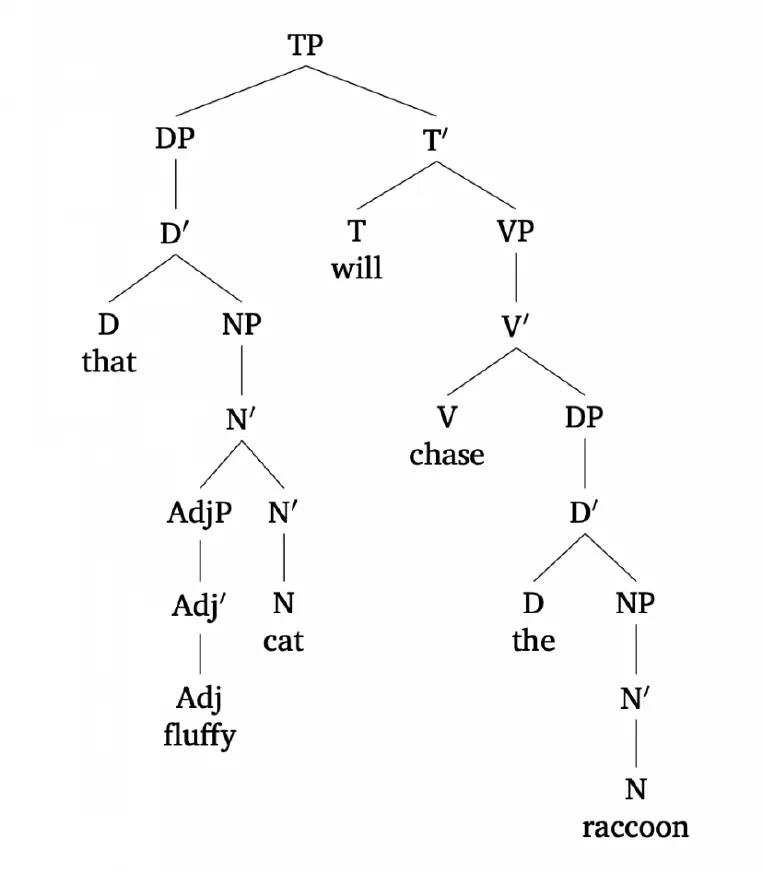 TP
DP T′
D′ T VP
will
D NP V′
that
N′ V DP
chase
AdjP N′ D′
Adj′ N D NP
cat the
Adj N′
fluffy
N
raccoon